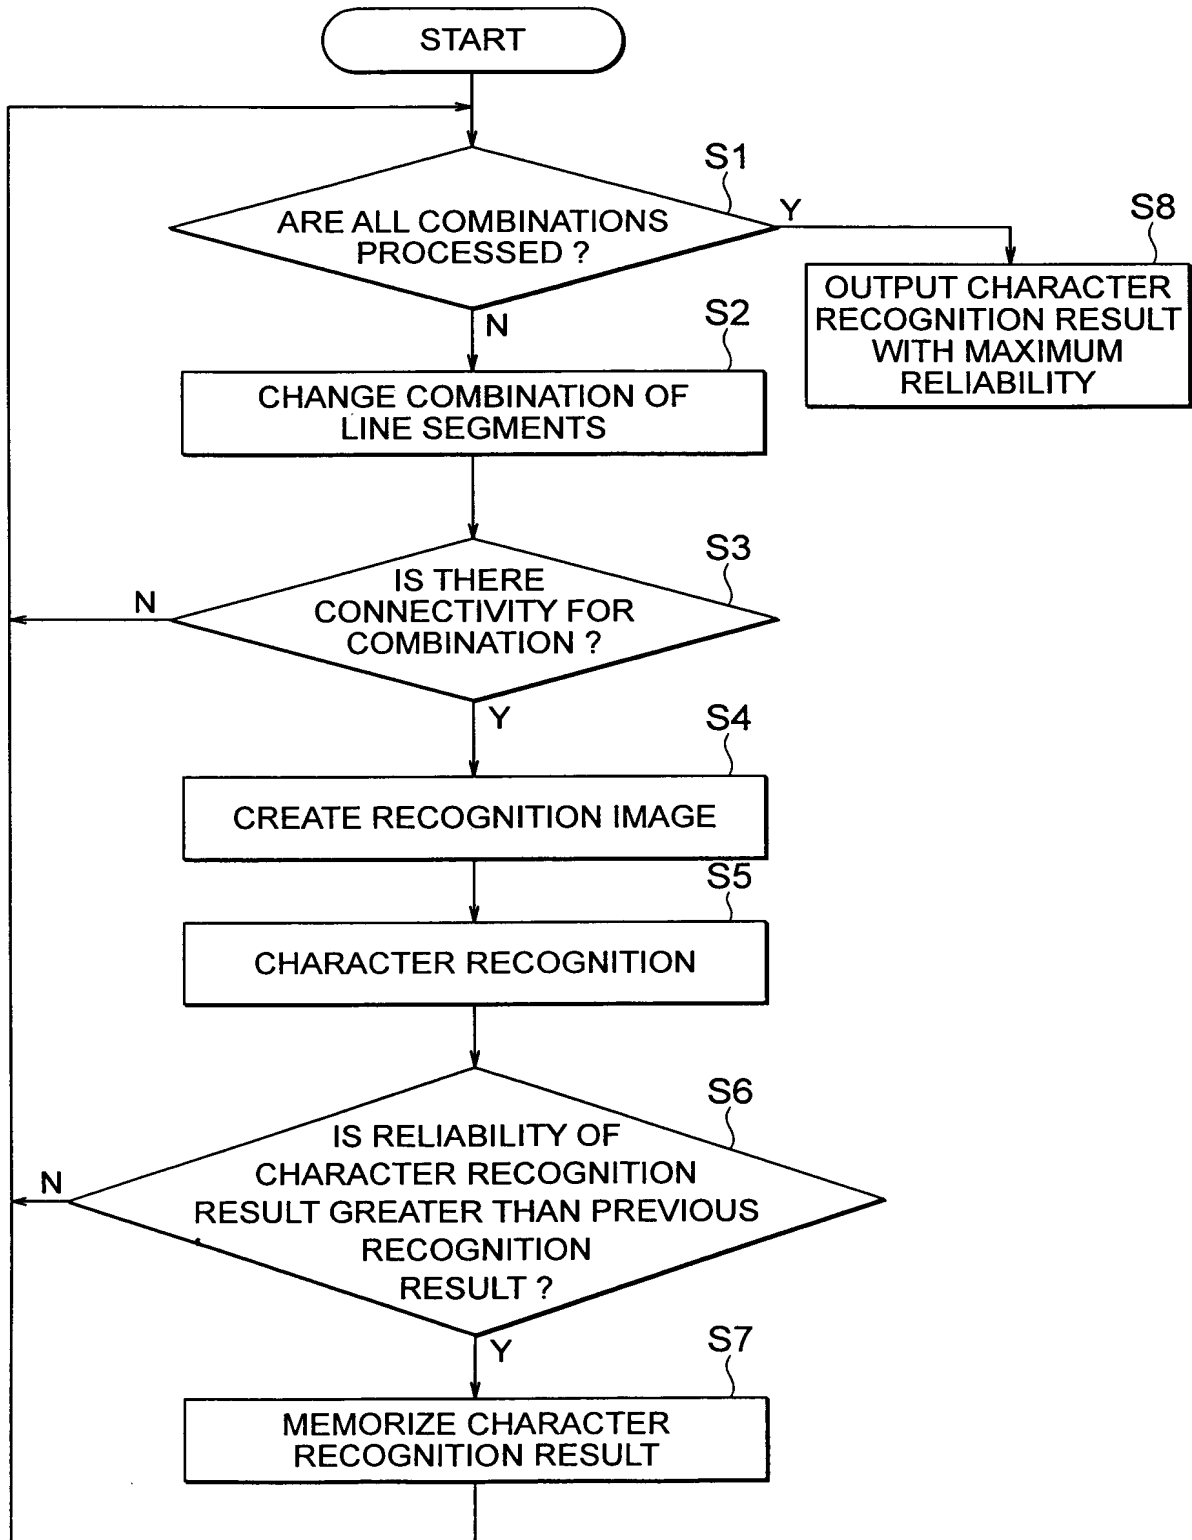 START
S1
ARE ALL COMBINATIONS
PROCESSED ?
Y
S8
OUTPUT CHARACTER
RECOGNITION RESULT
WITH MAXIMUM
RELIABILITY
N
S2
CHANGE COMBINATION OF
LINE SEGMENTS
S3
IS THERE
CONNECTIVITY FOR
COMBINATION ?
N
Y
S4
CREATE RECOGNITION IMAGE
S5
CHARACTER RECOGNITION
S6
IS RELIABILITY OF
CHARACTER RECOGNITION
RESULT GREATER THAN PREVIOUS
RECOGNITION
RESULT ?
N
Y
S7
MEMORIZE CHARACTER
RECOGNITION RESULT